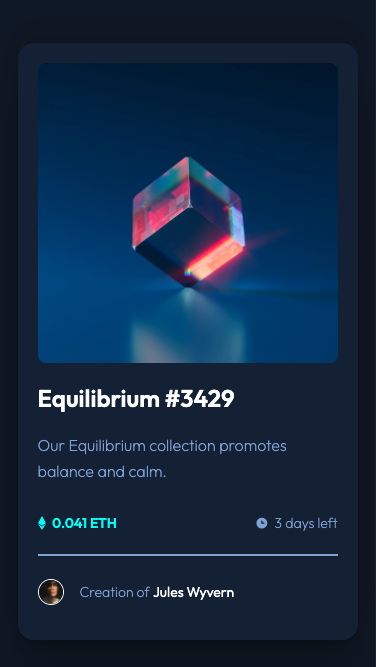 Equilibrium #3429
Our Equilibrium collection promotes
balance and calm.
0.041 ETH
3 days left
Creation of Jules Wyvern